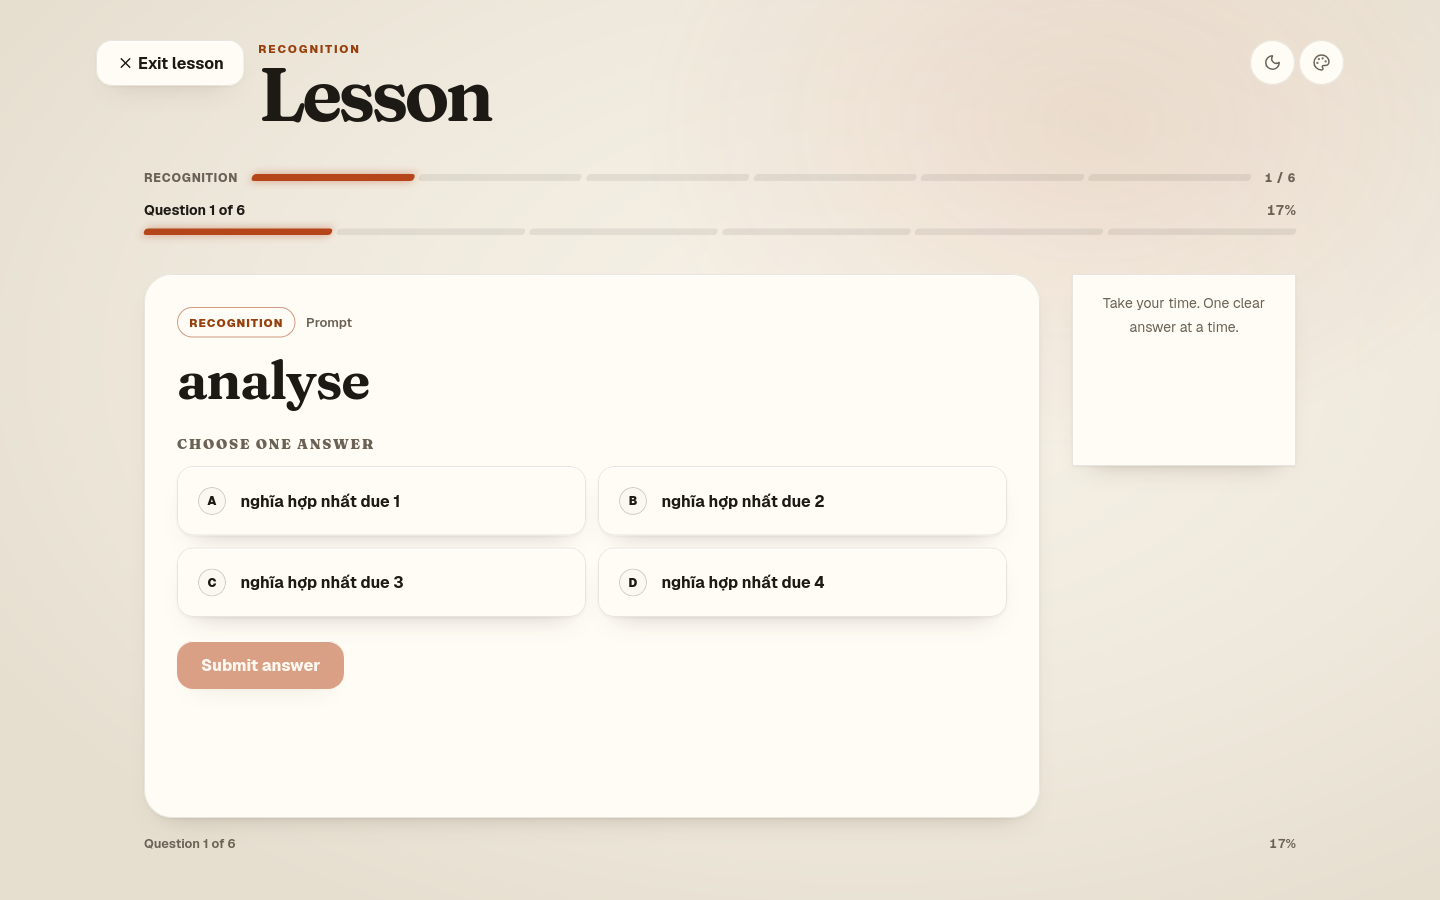 Exit lesson
RECOGNITION
Lesson
RECOGNITION
1 / 6
Question 1 of 6
17%
RECOGNITION
Prompt
analyse
CHOOSE ONE ANSWER
A
nghĩa hợp nhất due 1
B
nghĩa hợp nhất due 2
C
nghĩa hợp nhất due 3
D
nghĩa hợp nhất due 4
Submit answer
Take your time. One clear
answer at a time.
Question 1 of 6
17%